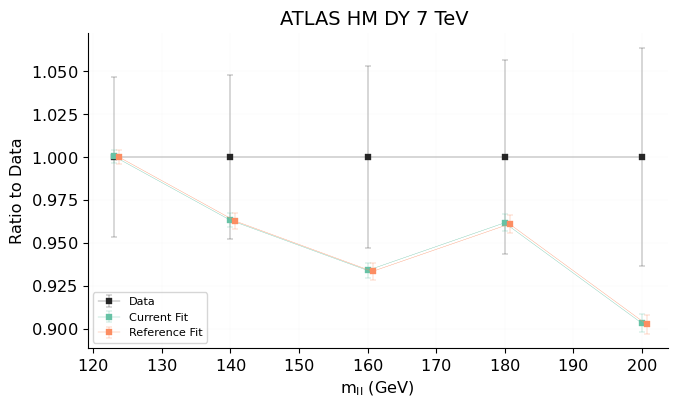 ATLAS HM DY 7 TeV
Ratio to Data
1.050
1.025
1.000
0.975
0.950
0.925
0.900
Data
Current Fit
Reference Fit
120 130 140 150 160 170 180 190 200
m_ll (GeV)